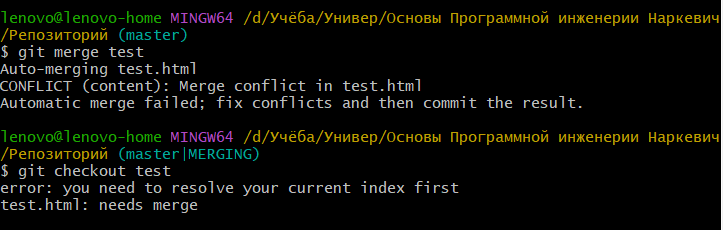 lenovo@lenovo-home MINGW64 /d/Учёба/Универ/Основы Программной инженерии Наркевич
/Репозиторий (master)
$ git merge test
Auto-merging test.html
CONFLICT (content): Merge conflict in test.html
Automatic merge failed; fix conflicts and then commit the result.

lenovo@lenovo-home MINGW64 /d/Учёба/Универ/Основы Программной инженерии Наркевич
/Репозиторий (master|MERGING)
$ git checkout test
error: you need to resolve your current index first
test.html: needs merge